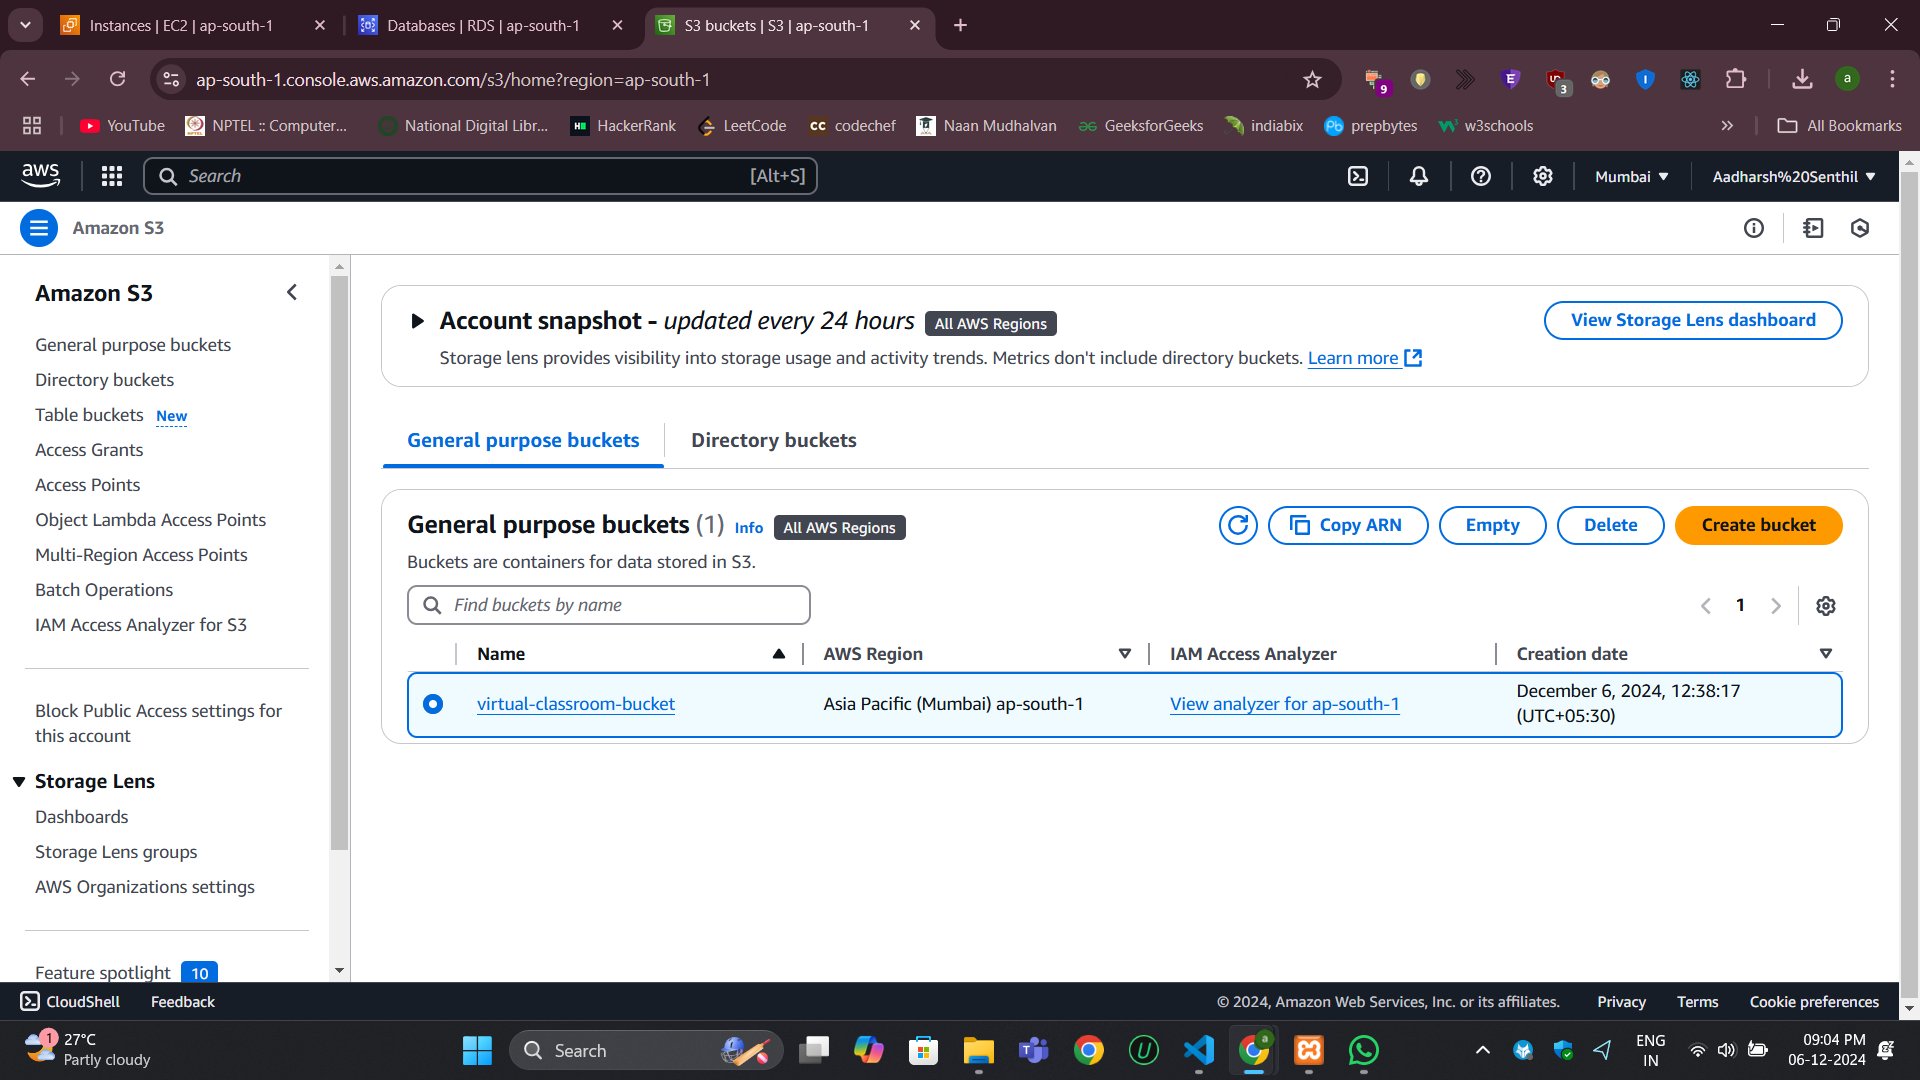 Instances | EC2 | ap-south-1
Databases | RDS | ap-south-1
S3 buckets | S3 | ap-south-1
ap-south-1.console.aws.amazon.com/s3/home?region=ap-south-1
9
E
3
I
a
YouTube
NPTEL :: Computer...
National Digital Libr...
HackerRank
LeetCode
cc codechef
Naan Mudhalvan
GeeksforGeeks
indiabix
Pb prepbytes
w3schools
All Bookmarks
aws
Search
[Alt+S]
Mumbai
Aadharsh%20Senthil
Amazon S3
Amazon S3
General purpose buckets
Directory buckets
Table buckets New
Access Grants
Access Points
Object Lambda Access Points
Multi-Region Access Points
Batch Operations
IAM Access Analyzer for S3
Block Public Access settings for
this account
Storage Lens
Dashboards
Storage Lens groups
AWS Organizations settings
Feature spotlight 10
Account snapshot - updated every 24 hours All AWS Regions
View Storage Lens dashboard
Storage lens provides visibility into storage usage and activity trends. Metrics don't include directory buckets. Learn more
General purpose buckets
Directory buckets
General purpose buckets (1) Info All AWS Regions
Copy ARN
Empty
Delete
Create bucket
Buckets are containers for data stored in S3.
Find buckets by name
1
Name
AWS Region
IAM Access Analyzer
Creation date
virtual-classroom-bucket
Asia Pacific (Mumbai) ap-south-1
View analyzer for ap-south-1
December 6, 2024, 12:38:17
(UTC+05:30)
CloudShell
Feedback
© 2024, Amazon Web Services, Inc. or its affiliates.
Privacy
Terms
Cookie preferences
1
27°C
Partly cloudy
Search
a
ENG
IN
09:04 PM
06-12-2024